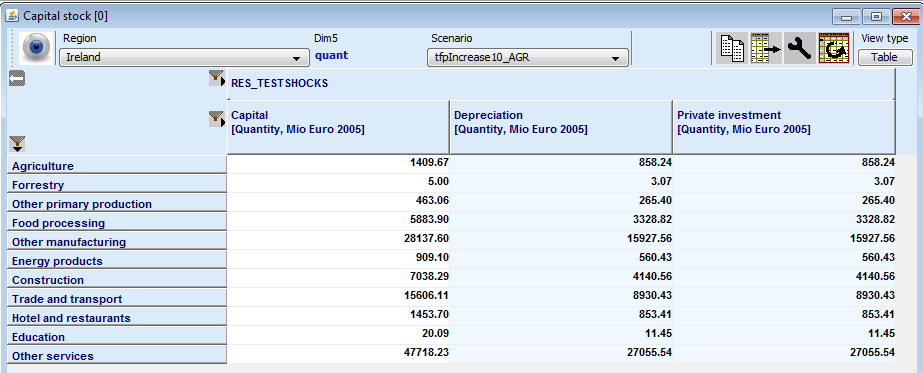 Capital stock [0]
Region Dim5 Scenario View type
Ireland quant tfpIncrease10_AGR Table
RES_TESTSHOCKS
Capital Depreciation Private investment
[Quantity, Mio Euro 2005] [Quantity, Mio Euro 2005] [Quantity, Mio Euro 2005]
Agriculture 1409.67 858.24 858.24
Forrestry 5.00 3.07 3.07
Other primary production 463.06 265.40 265.40
Food processing 5883.90 3328.82 3328.82
Other manufacturing 28137.60 15927.56 15927.56
Energy products 909.10 560.43 560.43
Construction 7038.29 4140.56 4140.56
Trade and transport 15606.11 8930.43 8930.43
Hotel and restaurants 1453.70 853.41 853.41
Education 20.09 11.45 11.45
Other services 47718.23 27055.54 27055.54